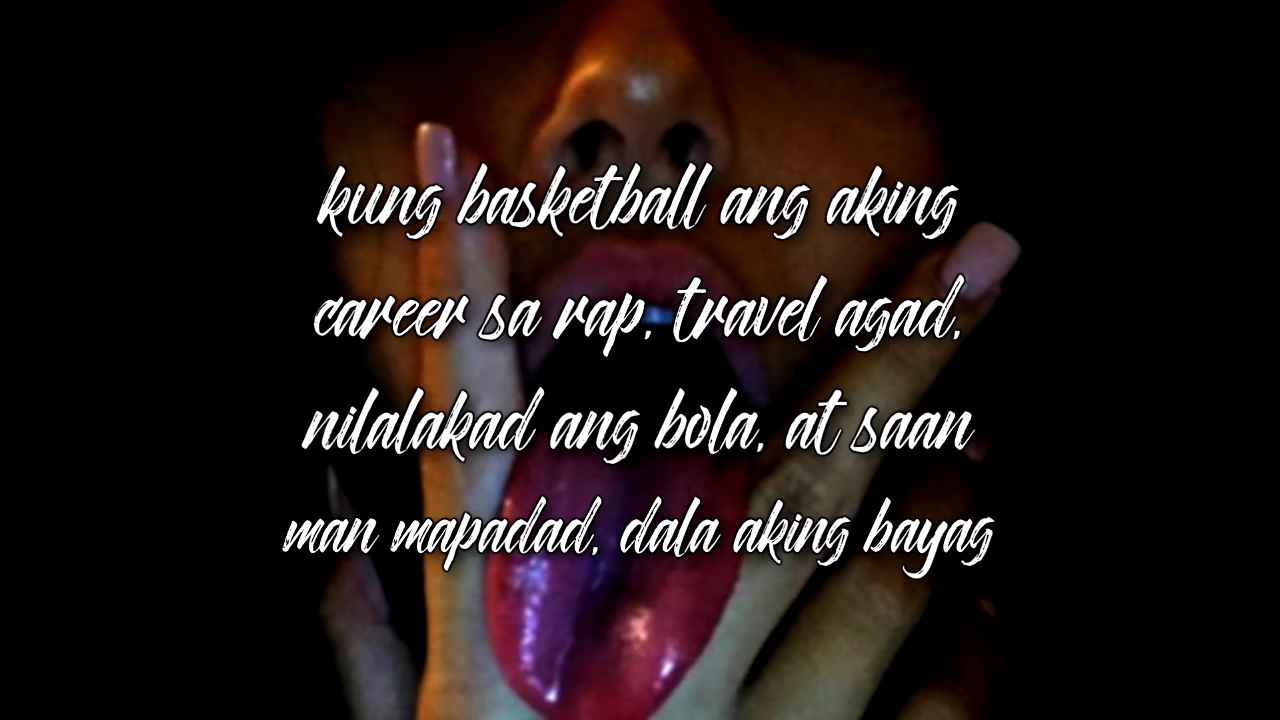 kung basketball ang aking
career sa rap, travel agad,
nilalakad ang bola, at saan
man mapadad, dala aking bayag